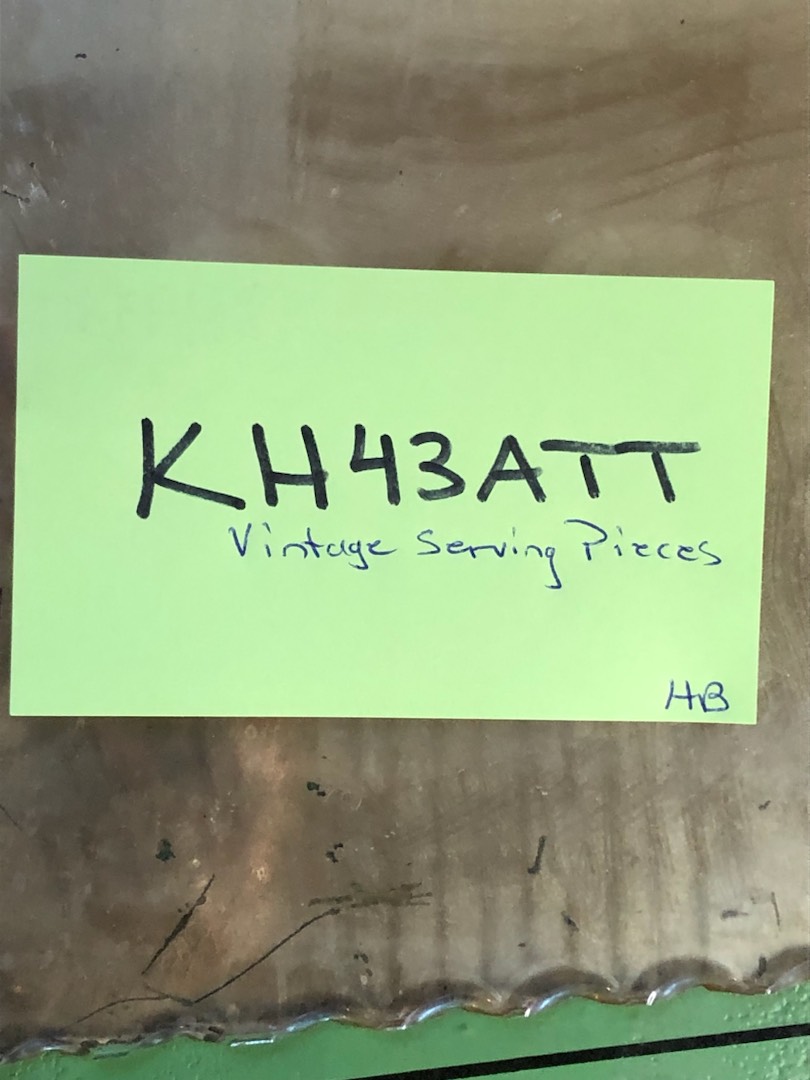 KH43ATT
Vintage Serving Pieces
HB